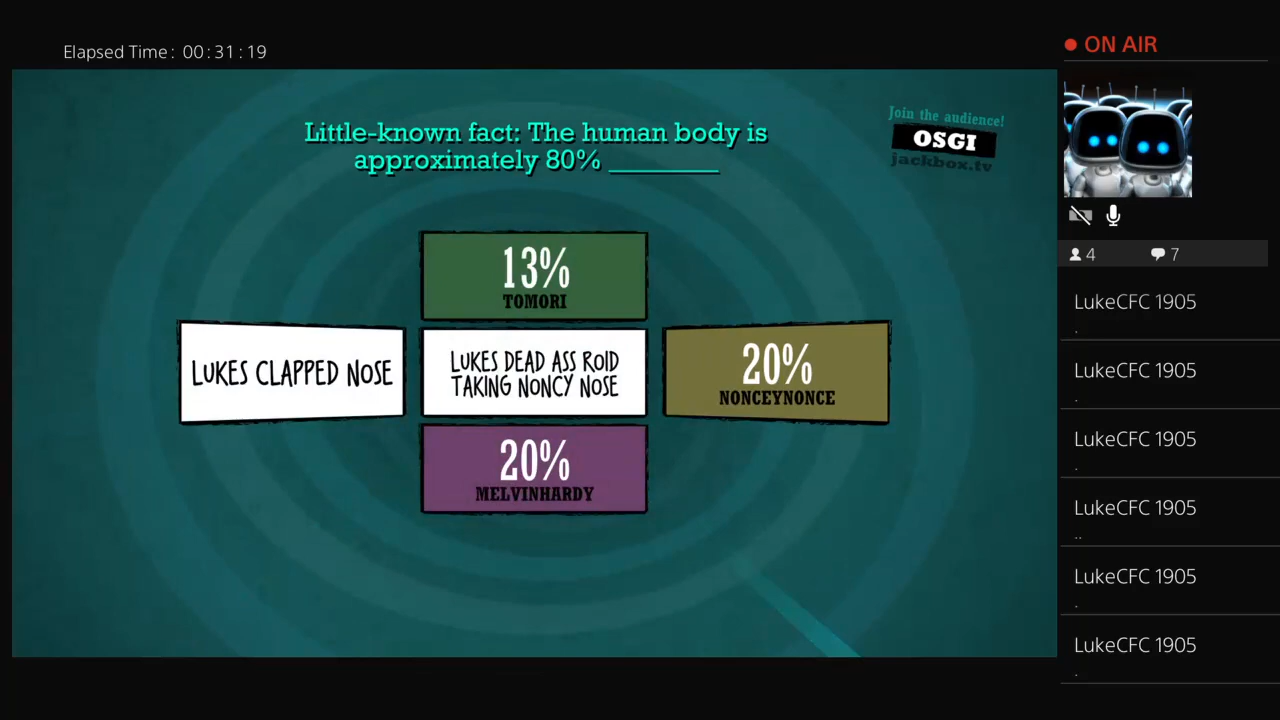 Elapsed Time: 00:31:19
ON AIR
Little-known fact: The human body is
approximately 80% ________
Join the audience!
OSGI
jackbox.tv
13%
TOMORI
LUKES CLAPPED NOSE
LUKES DEAD ASS ROID
TAKING NONCY NOSE
20%
NONCEYNONCE
20%
MELVINHARDY
4
7
LukeCFC 1905
.
LukeCFC 1905
.
LukeCFC 1905
.
LukeCFC 1905
..
LukeCFC 1905
.
LukeCFC 1905
.